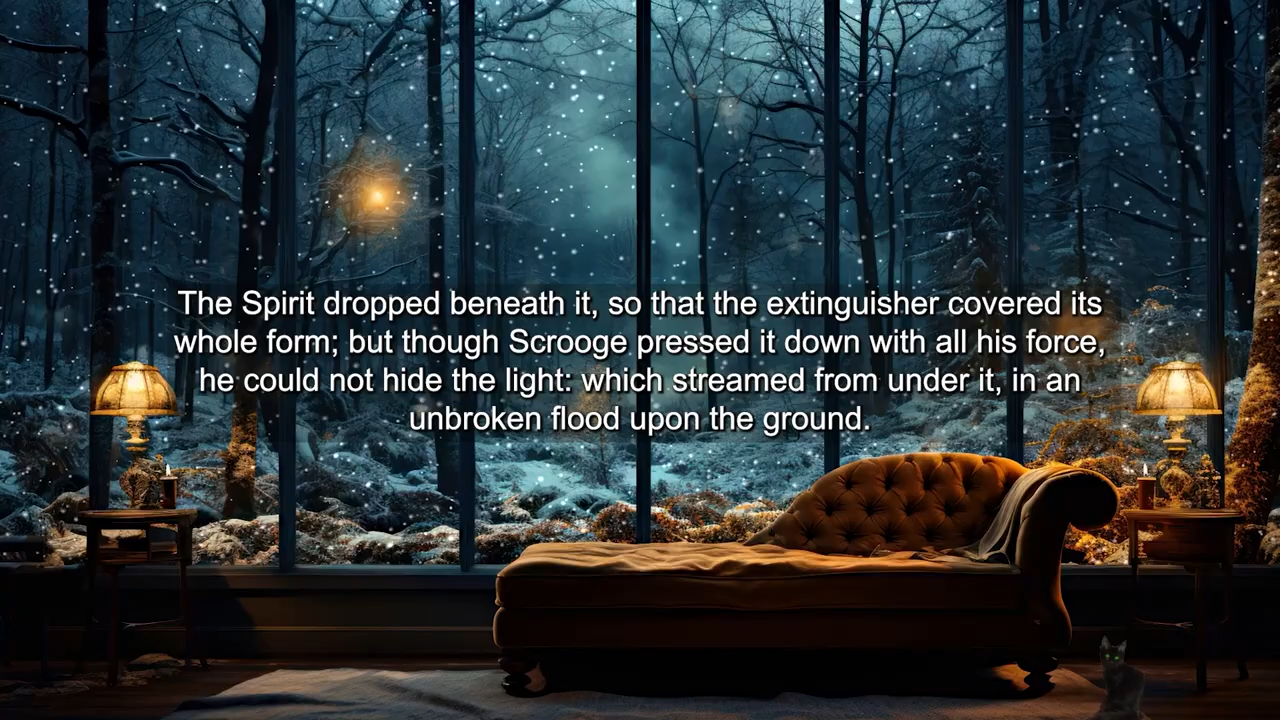 The Spirit dropped beneath it, so that the extinguisher covered its
whole form; but though Scrooge pressed it down with all his force,
he could not hide the light: which streamed from under it, in an
unbroken flood upon the ground.